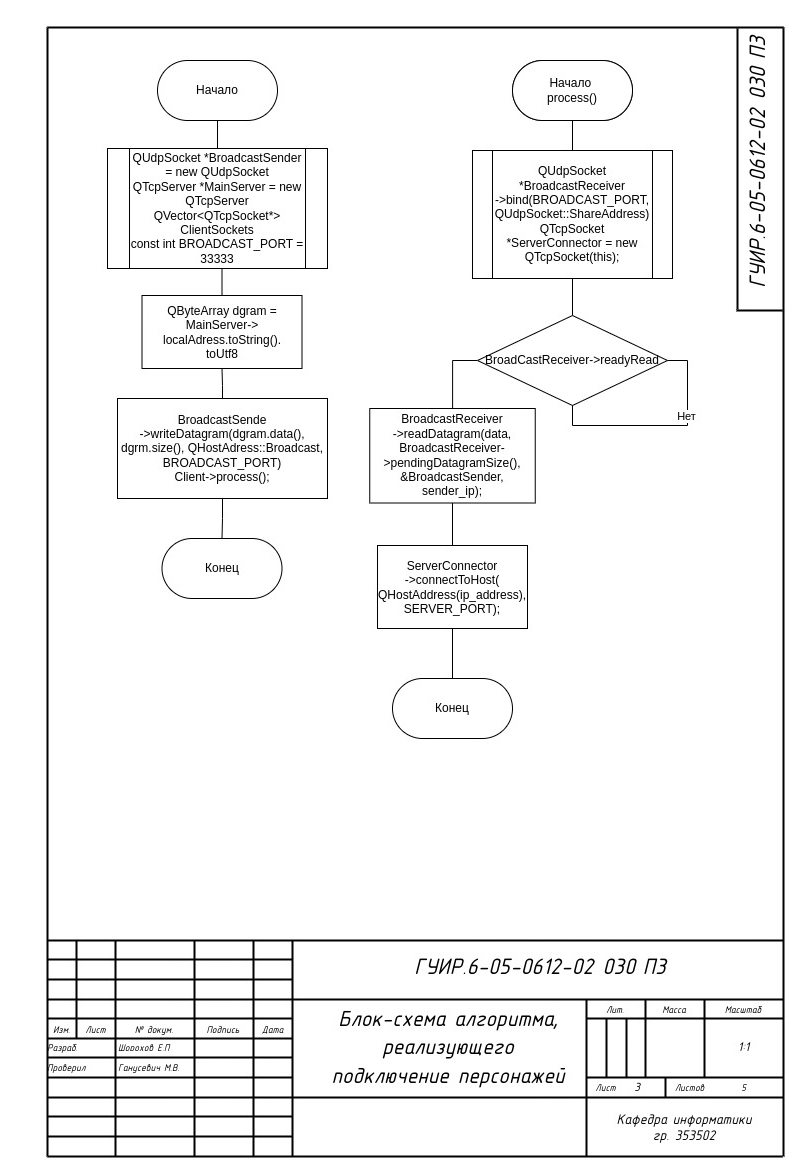 ГУИР.6-05-0612-02 030 ПЗ
Начало
QUdpSocket *BroadcastSender
= new QUdpSocket
QTcpServer *MainServer = new
QTcpServer
QVector<QTcpSocket*>
ClientSockets
const int BROADCAST_PORT =
33333
QByteArray dgram =
MainServer->
localAdress.toString().
toUtf8
BroadcastSende
->writeDatagram(dgram.data(),
dgrm.size(), QHostAdress::Broadcast,
BROADCAST_PORT)
Client->process();
Конец
Начало
process()
QUdpSocket
*BroadcastReceiver
->bind(BROADCAST_PORT,
QUdpSocket::ShareAddress)
QTcpSocket
*ServerConnector = new
QTcpSocket(this);
BroadCastReceiver->readyRead
Нет
BroadcastReceiver
->readDatagram(data,
BroadcastReceiver-
>pendingDatagramSize(),
&BroadcastSender,
sender_ip);
ServerConnector
->connectToHost(
QHostAddress(ip_address),
SERVER_PORT);
Конец
ГУИР.6-05-0612-02 030 ПЗ
Изм. Лист № докум. Подпись Дата
Разраб. Шорохов Е.П
Проверил Ганусевич М.В.
Блок-схема алгоритма,
реализующего
подключение персонажей
Лит. Масса Масштаб
1:1
Лист 3 Листов 5
Кафедра информатики
гр. 353502